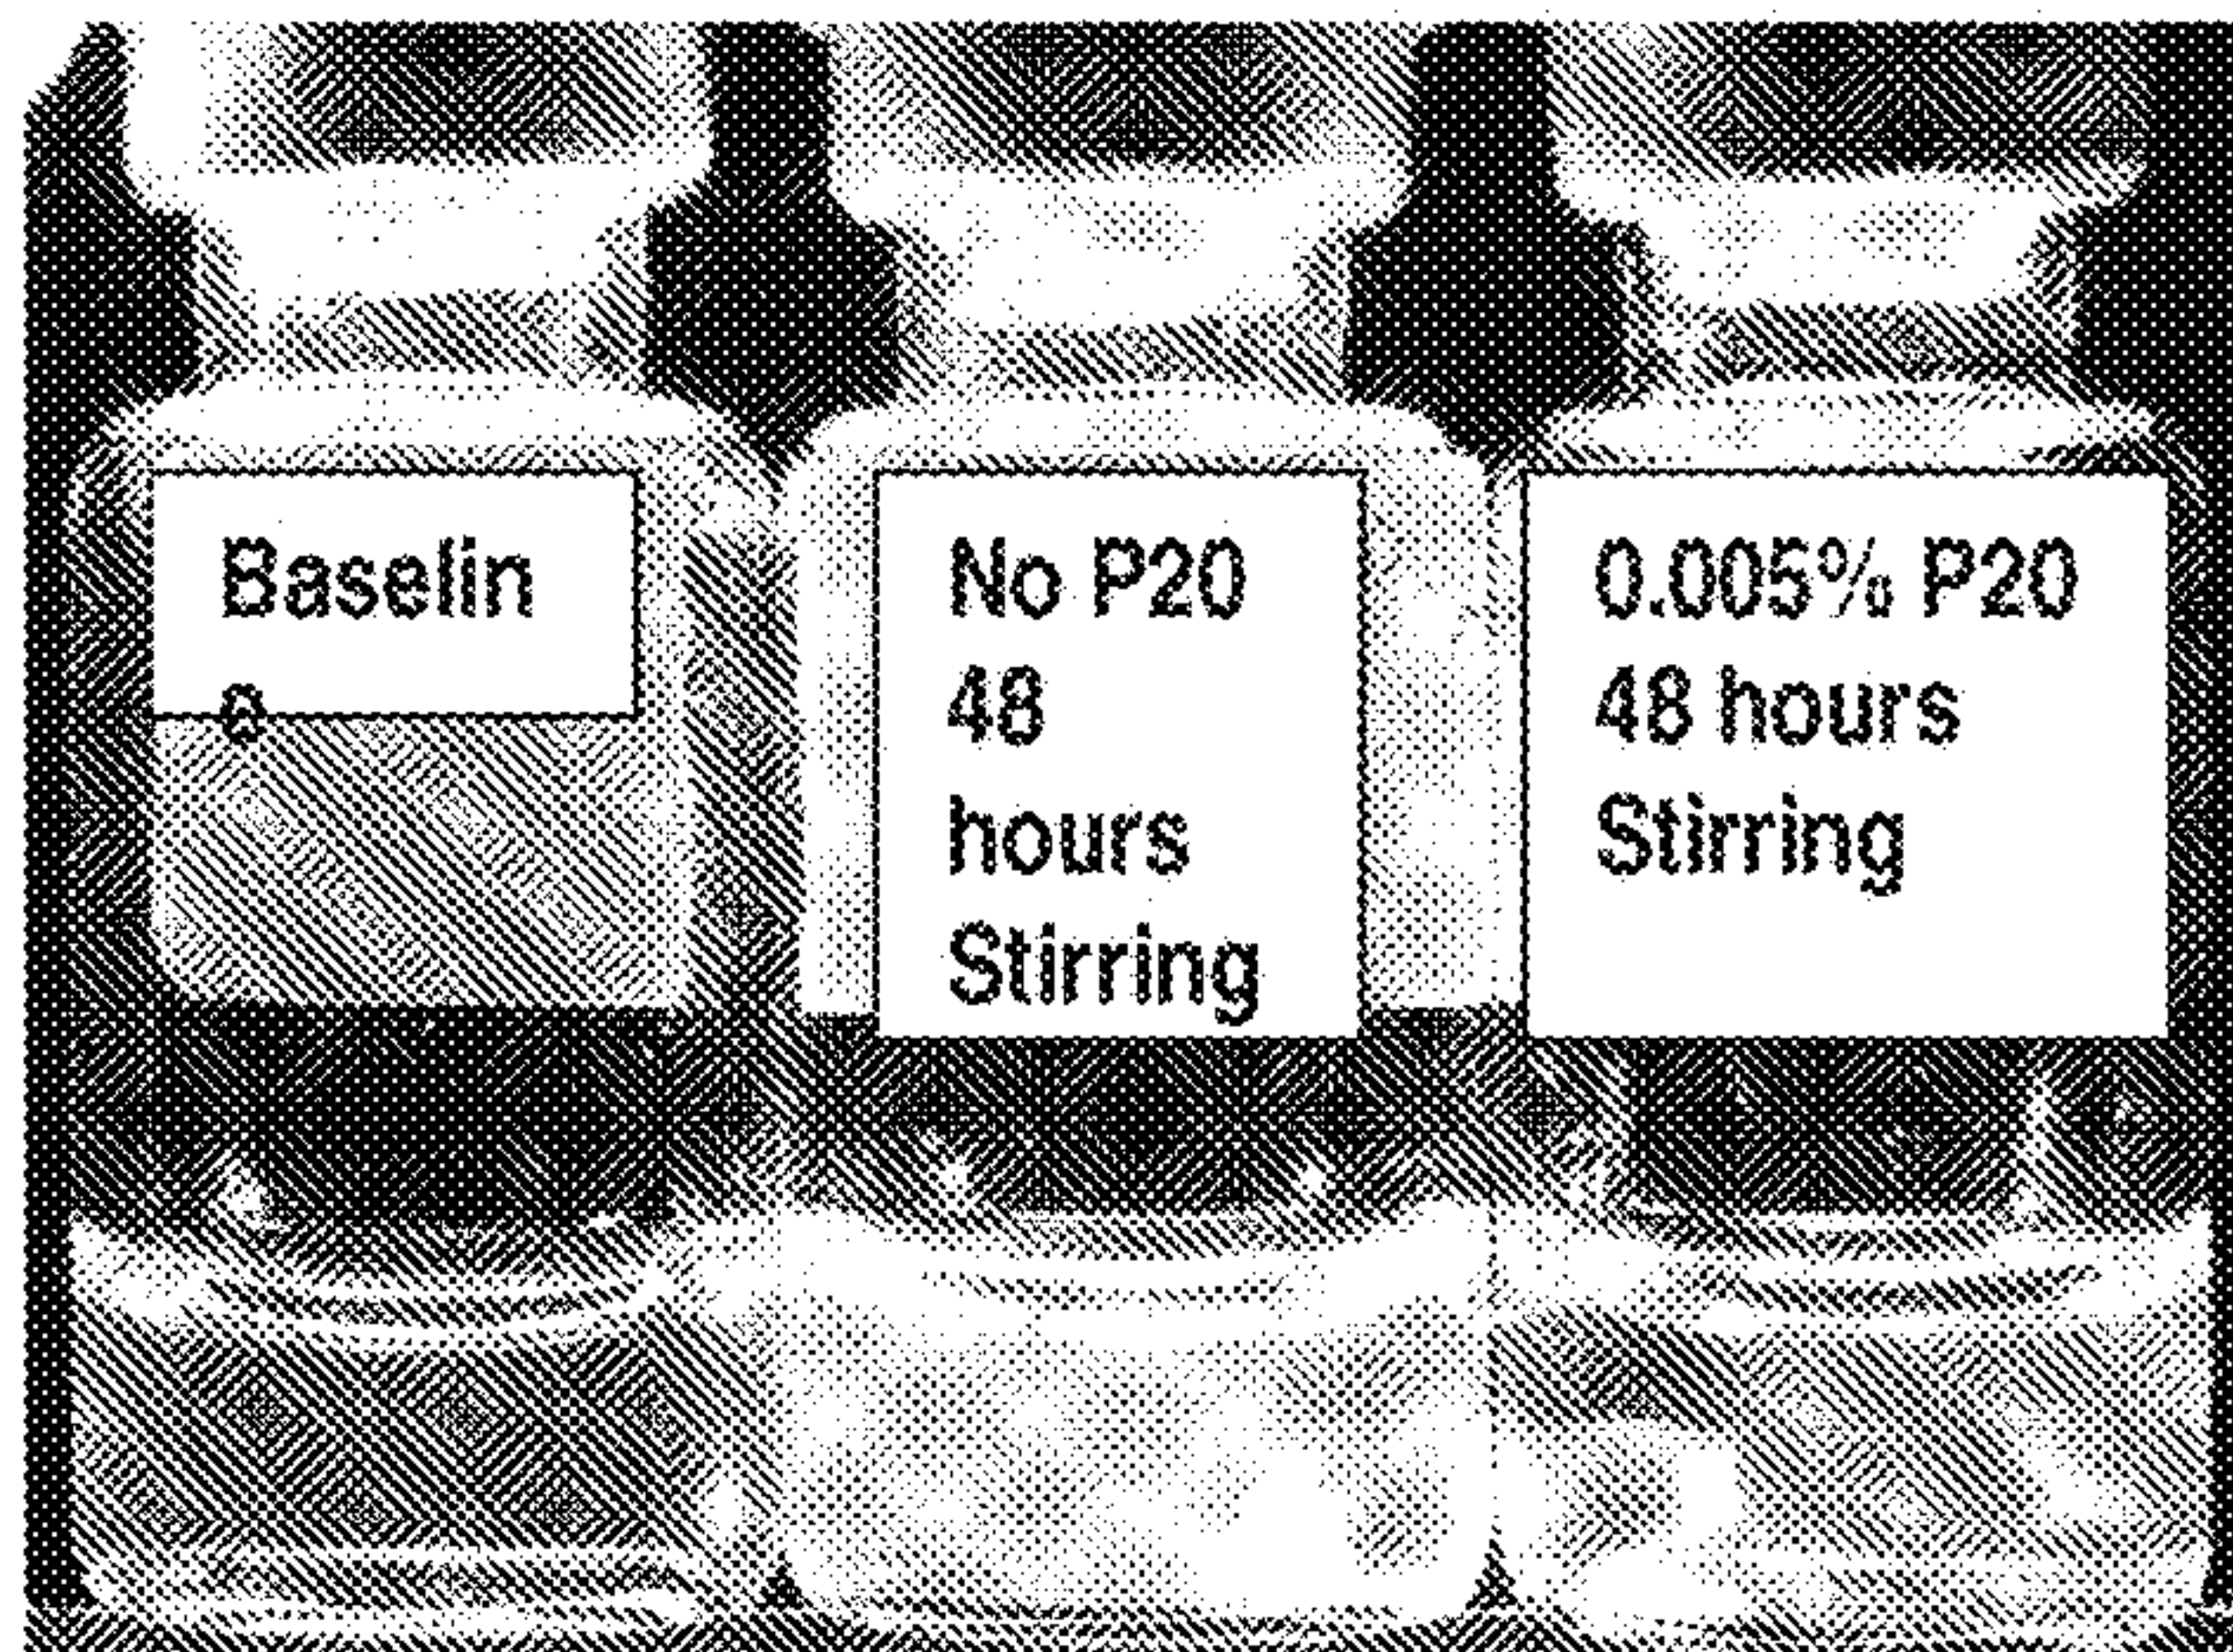 Baselin
e
No P20
48
hours
Stirring
0.005% P20
48 hours
Stirring